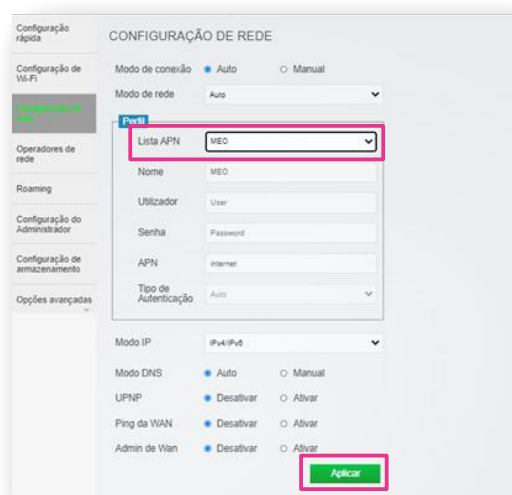 Configuração
rápida
CONFIGURAÇÃO DE REDE
Configuração de
Wi-Fi
Modo de conexão Auto Manual
Modo de rede Auto
Configuração de
rede
Perfil
Lista APN MEO
Operadores de
rede
Nome MEO
Roaming
Utilizador User
Configuração do
Administrador
Senha Password
Configuração de
armazenamento
APN internet
Opções avançadas
Tipo de
Autenticação Auto
Modo IP IPv4/IPv6
Modo DNS Auto Manual
UPNP Desativar Ativar
Ping da WAN Desativar Ativar
Admin de Wan Desativar Ativar
Aplicar